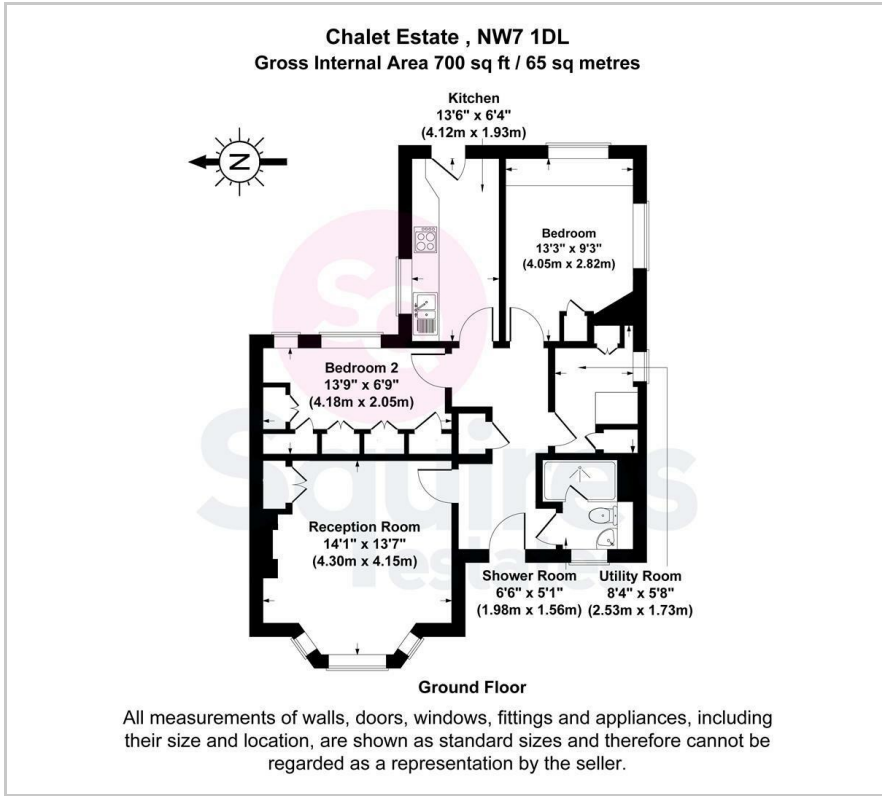 Chalet Estate , NW7 1DL
Gross Internal Area 700 sq ft / 65 sq metres
N
Kitchen
13'6" x 6'4"
(4.12m x 1.93m)
Bedroom
13'3" x 9'3"
(4.05m x 2.82m)
Bedroom 2
13'9" x 6'9"
(4.18m x 2.05m)
Reception Room
14'1" x 13'7"
(4.30m x 4.15m)
Shower Room
6'6" x 5'1"
(1.98m x 1.56m)
Utility Room
8'4" x 5'8"
(2.53m x 1.73m)
sq
Squires
estates
Ground Floor
All measurements of walls, doors, windows, fittings and appliances, including
their size and location, are shown as standard sizes and therefore cannot be
regarded as a representation by the seller.